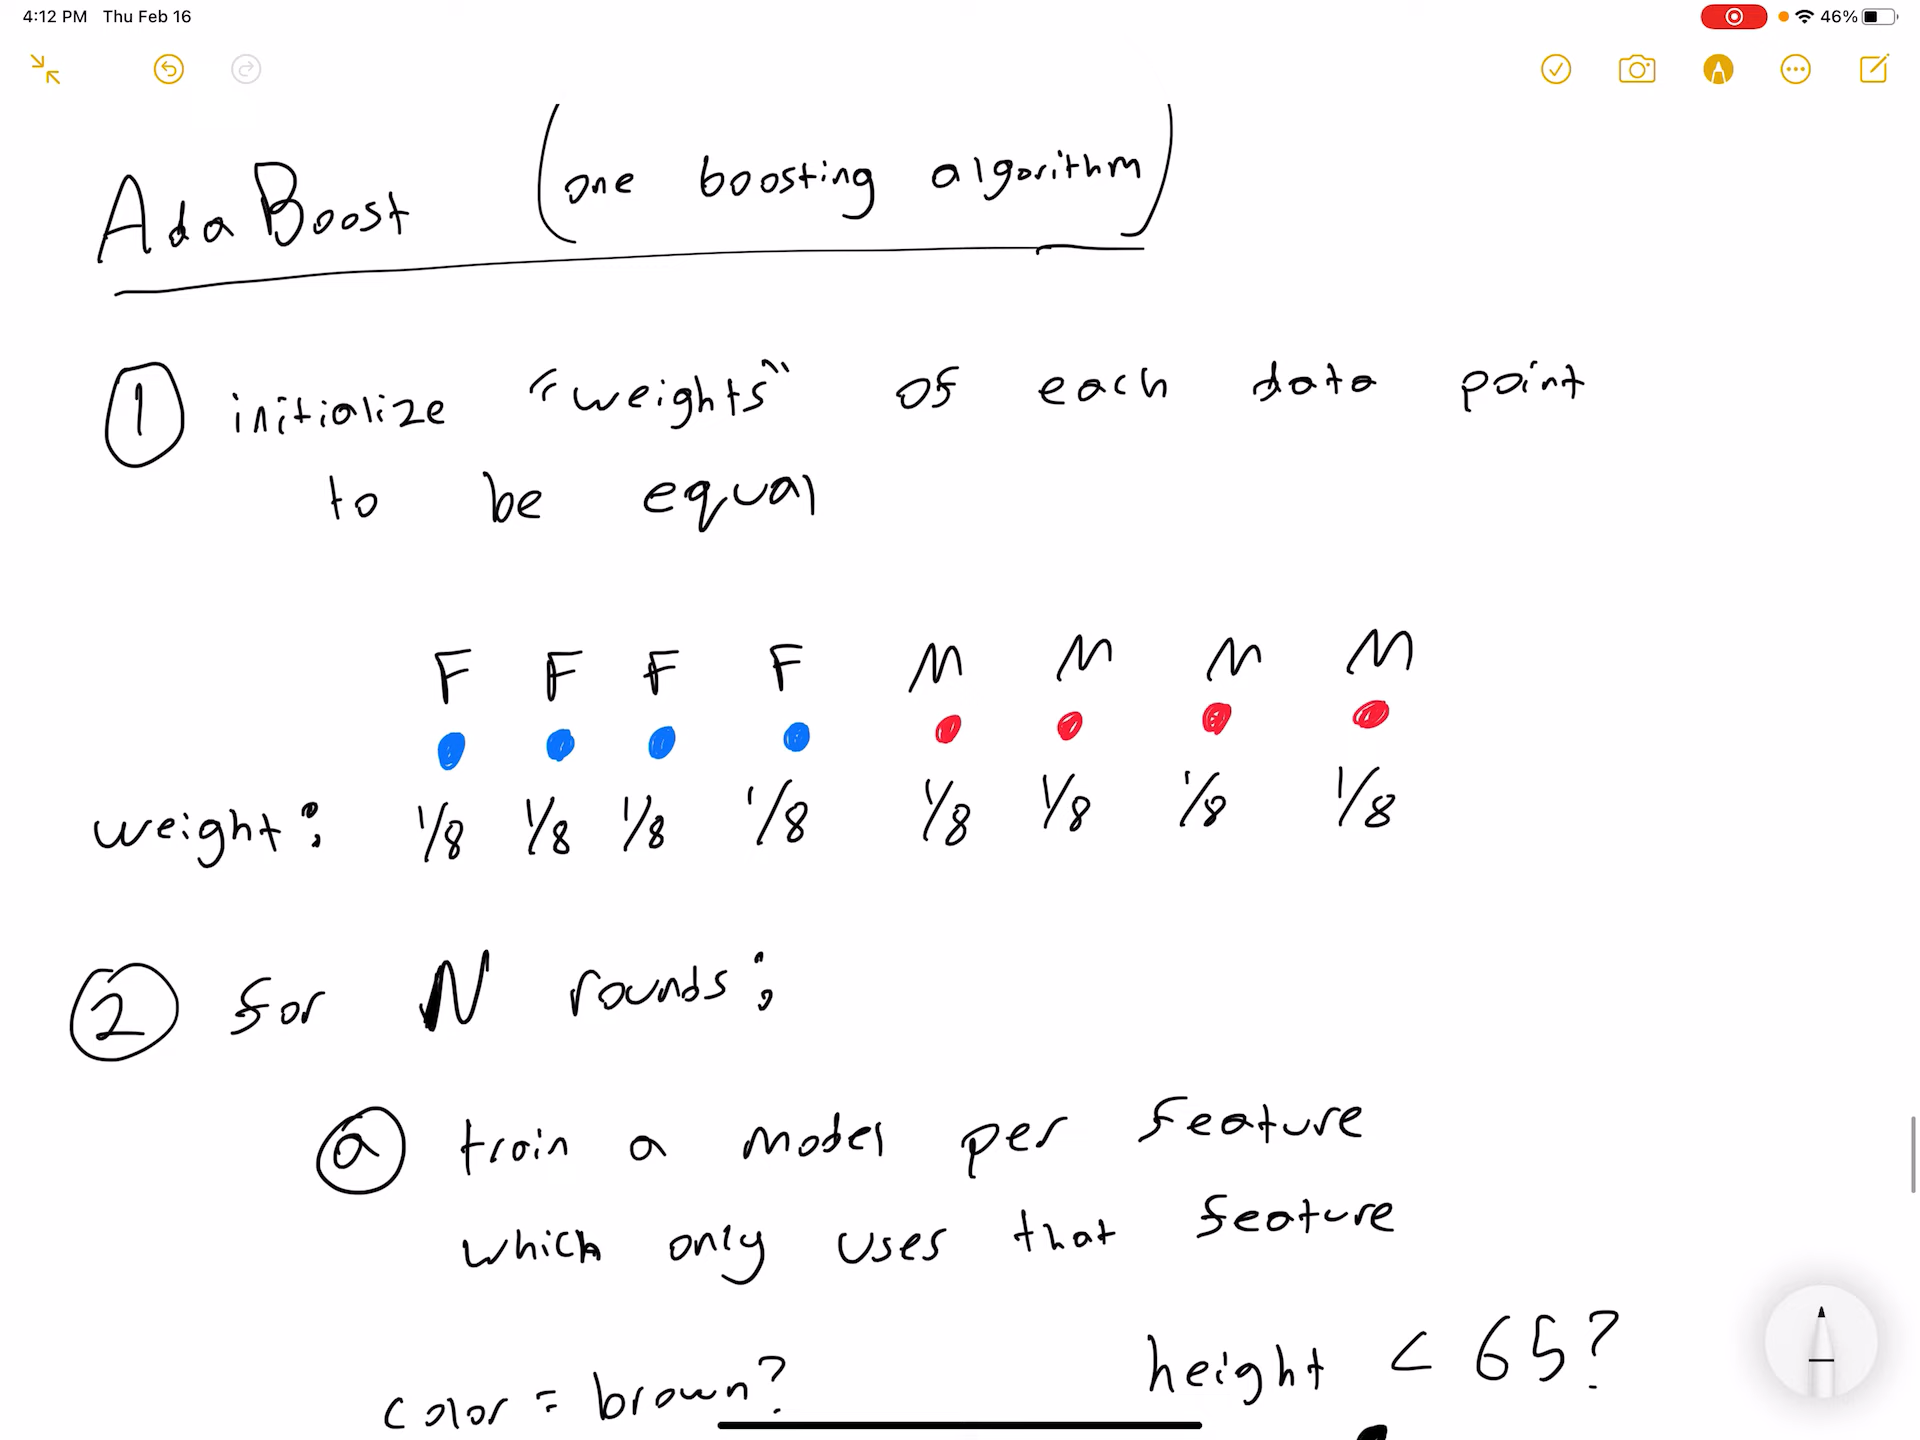 4:12 PM Thu Feb 16 46%
AdaBoost (one boosting algorithm)
1 initialize "weights" of each data point
to be equal
F F F F M M M M
weight: 1/8 1/8 1/8 1/8 1/8 1/8 1/8 1/8
2 for N rounds:
a train a model per feature
which only uses that feature
color = brown? height < 65?